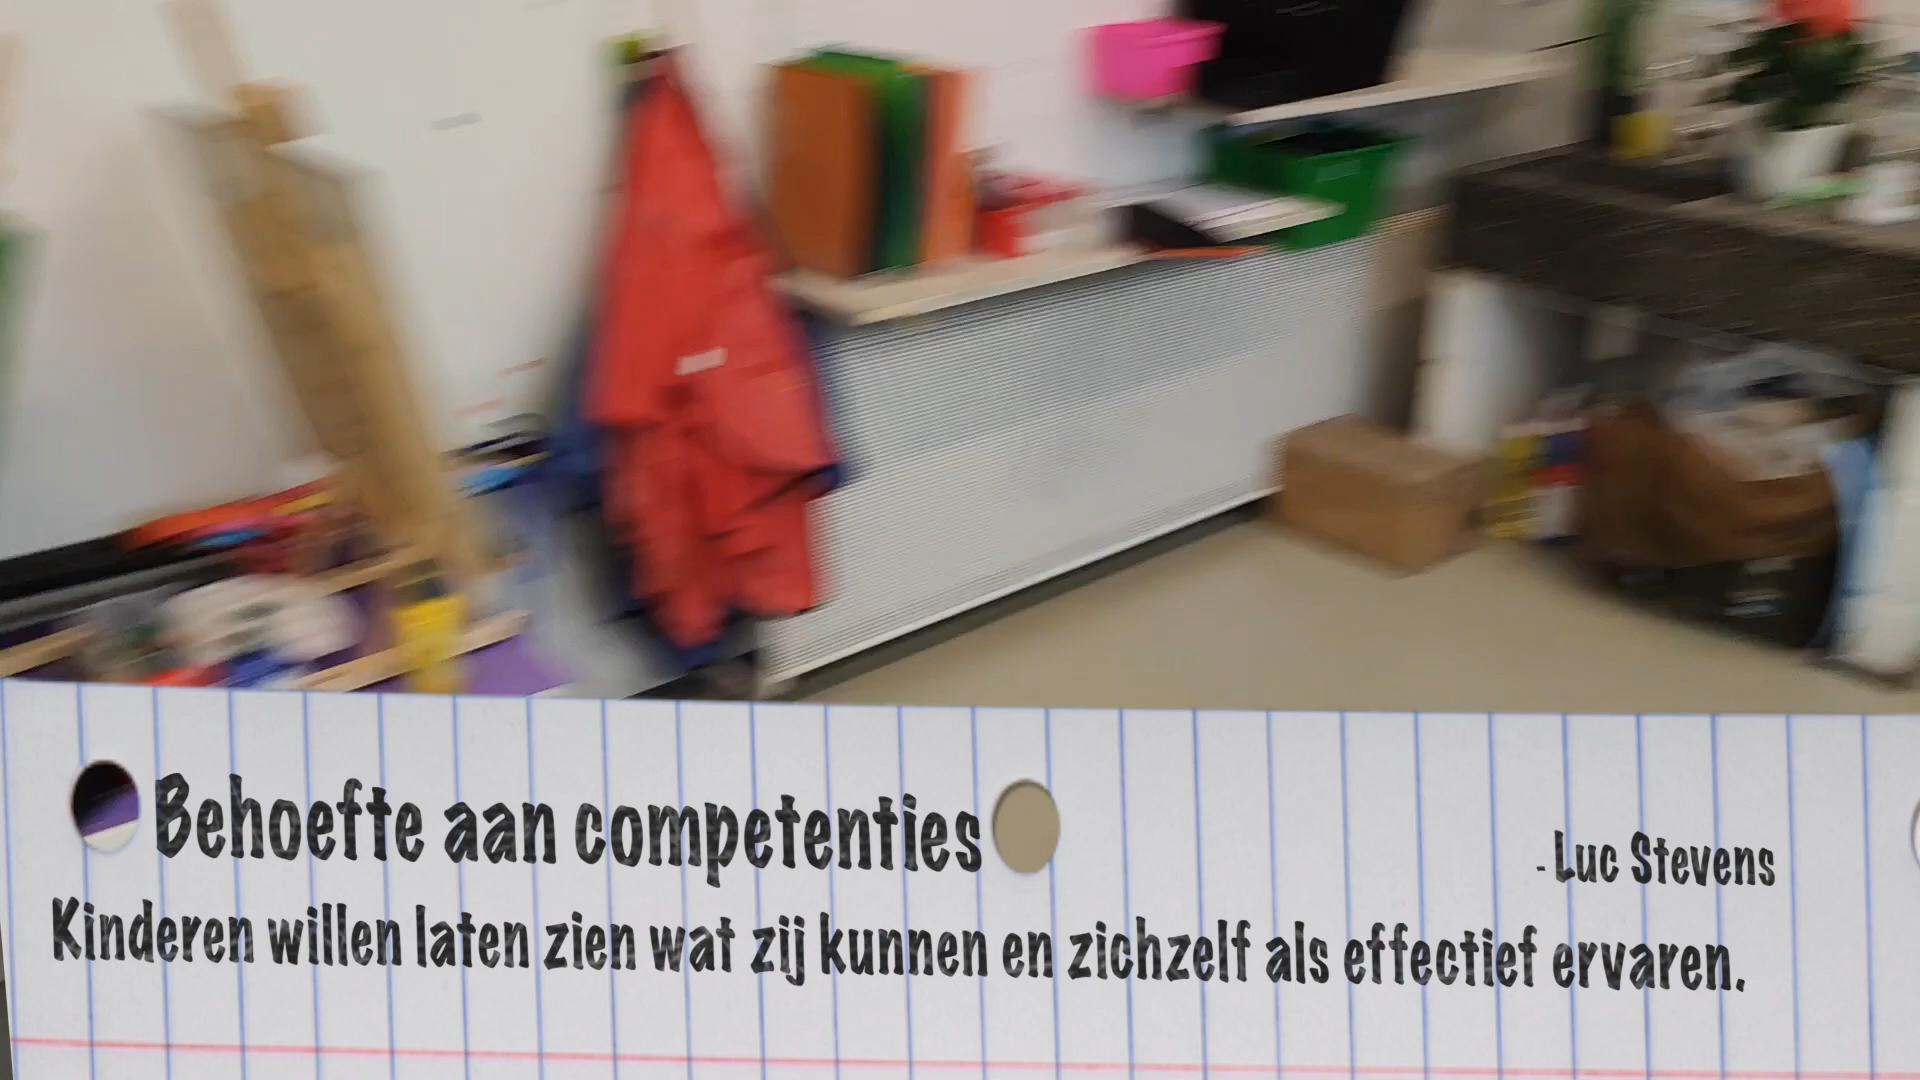 Behoefte aan competenties
- Luc Stevens
Kinderen willen laten zien wat zij kunnen en zichzelf als effectief ervaren.